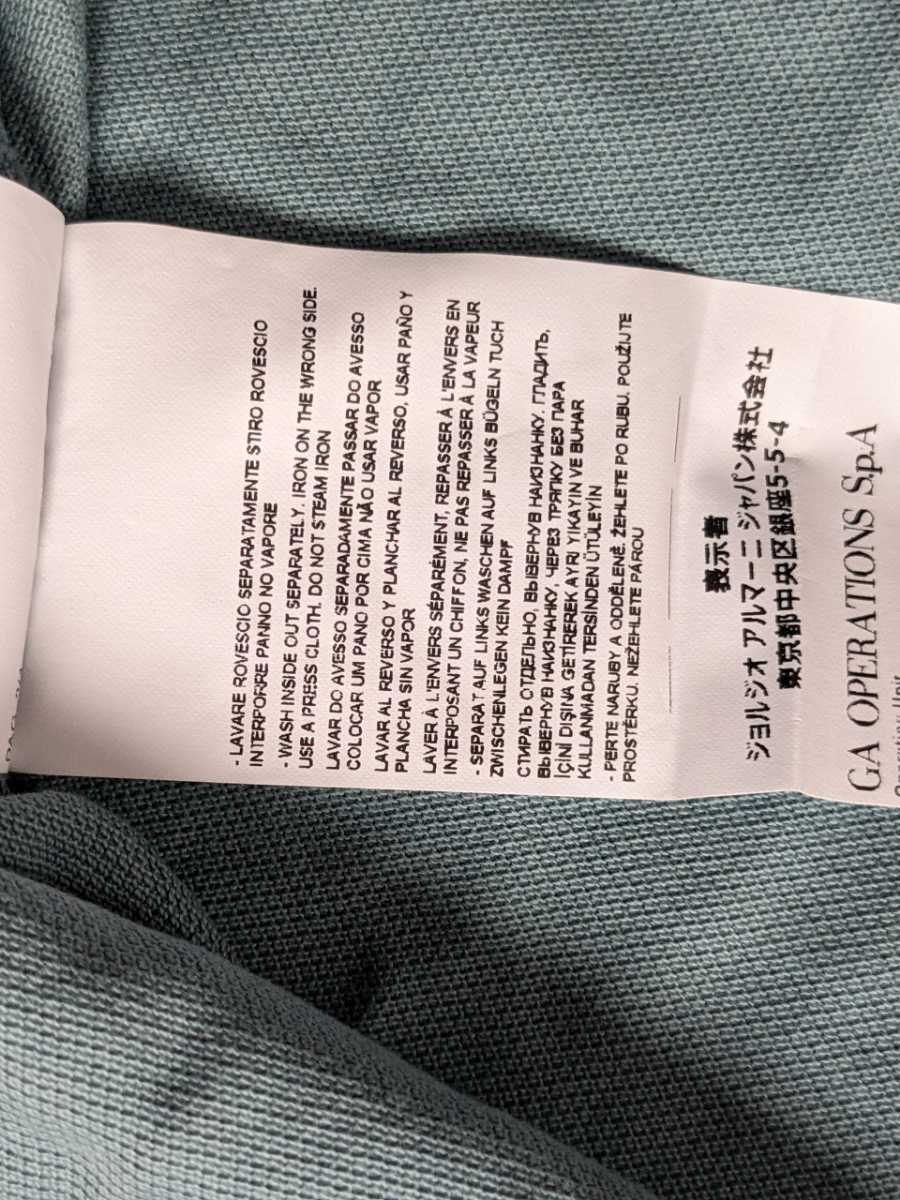 - LAVARE ROVESCIO SEPARATAMENTE STIRO ROVESCIO
INTERPORRE PANNO NO VAPORE
- WASH INSIDE OUT SEPARATELY. IRON ON THE WRONG SIDE.
USE A PRESS CLOTH. DO NOT STEAM IRON
LAVAR DO AVESSO SEPARADAMENTE PASSAR DO AVESSO
COLOCAR UM PANO POR CIMA NÃO USAR VAPOR
LAVAR AL REVERSO Y PLANCHAR AL REVERSO, USAR PAÑO Y
PLANCHA SIN VAPOR
LAVER À L'ENVERS SÉPARÉMENT, REPASSER À L'ENVERS EN
INTERPOSANT UN CHIFFON, NE PAS REPASSER À LA VAPEUR
- SEPARAT AUF LINKS WASCHEN AUF LINKS BÜGELN TUCH
ZWISCHENLEGEN KEIN DAMPF
СТИРАТЬ ОТДЕЛЬНО, ВЫВЕРНУВ НАИЗНАНКУ. ГЛАДИТЬ,
ВЫВЕРНУВ НАИЗНАНКУ, ЧЕРЕЗ ТРЯПКУ БЕЗ ПАРА
İÇİNİ DIŞINA GETİREREK AYRI YIKAYIN VE BUHAR
KULLANMADAN TERSİNDEN ÜTÜLEYİN
- PERTE NARUBY A ODDĚLENĚ. ŽEHLETE PO RUBU. POUŽIJTE
PROSTĚRKU. NEŽEHLETE PÁROU
表示者
ジョルジオ アルマーニ ジャパン株式会社
東京都中央区銀座5-5-4
GA OPERATIONS S.p.A
Operating Unit